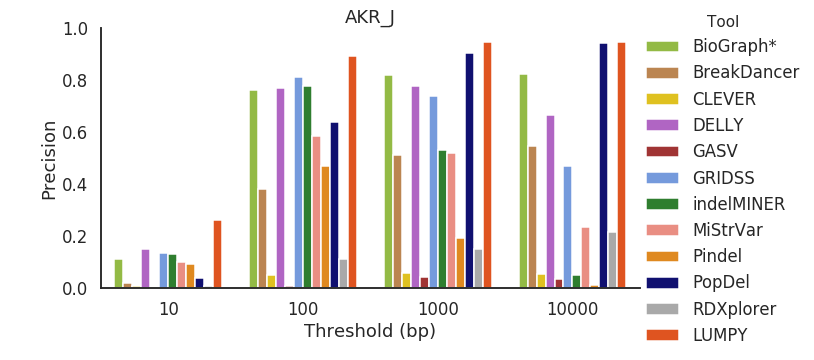 AKR_J
Tool
1.0
0.8
0.6
0.4
0.2
0.0
Precision
10
100
1000
10000
Threshold (bp)
BioGraph*
BreakDancer
CLEVER
DELLY
GASV
GRIDSS
indelMINER
MiStrVar
Pindel
PopDel
RDXplorer
LUMPY